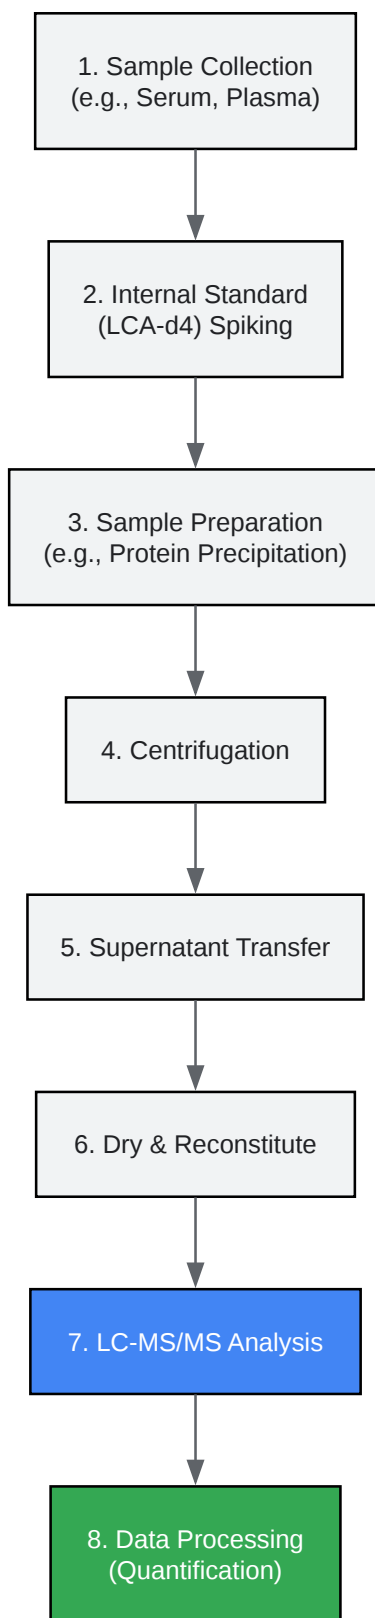 1. Sample Collection
(e.g., Serum, Plasma)
2. Internal Standard
(LCA-d4) Spiking
3. Sample Preparation
(e.g., Protein Precipitation)
4. Centrifugation
5. Supernatant Transfer
6. Dry & Reconstitute
7. LC-MS/MS Analysis
8. Data Processing
(Quantification)